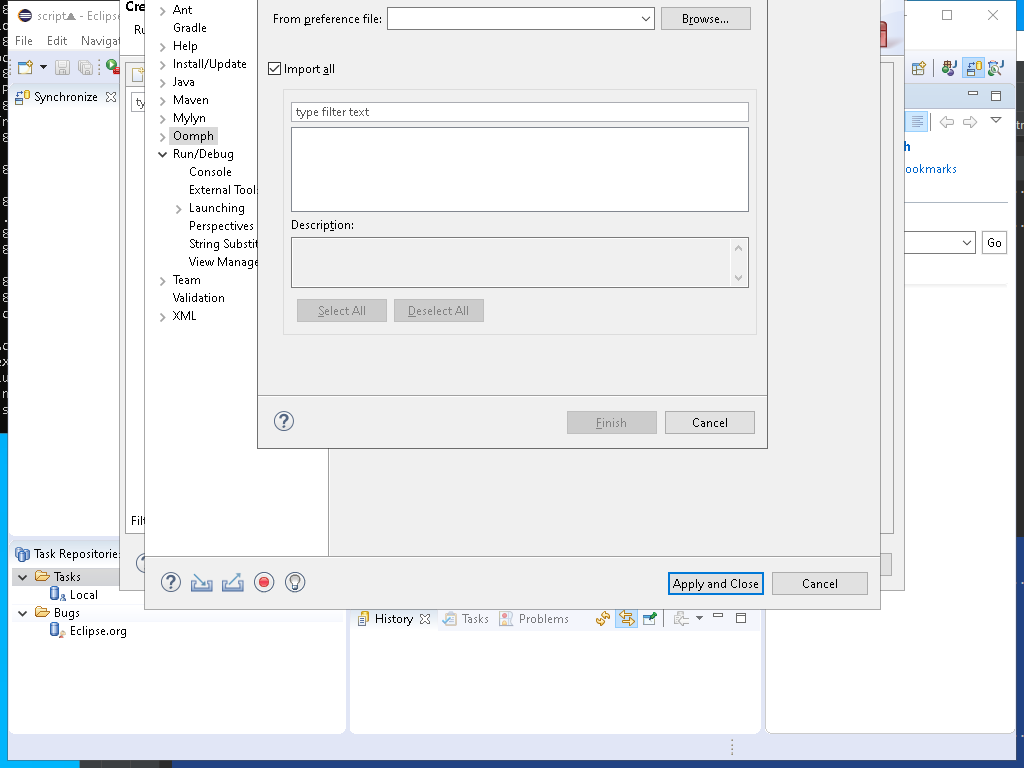 script▲ - Eclipse
Cre
File Edit Navigat
Ru
Synchronize
ty
Ant
Gradle
Help
Install/Update
Java
Maven
Mylyn
Oomph
Run/Debug
Console
External Tools
Launching
Perspectives
String Substit
View Manage
Team
Validation
XML
From preference file:
Browse...
Import all
type filter text
Description:
Select All
Deselect All
Finish
Cancel
h
ookmarks
Go
Filt
Apply and Close
Cancel
Task Repositories
Tasks
Local
Bugs
Eclipse.org
History
Tasks
Problems